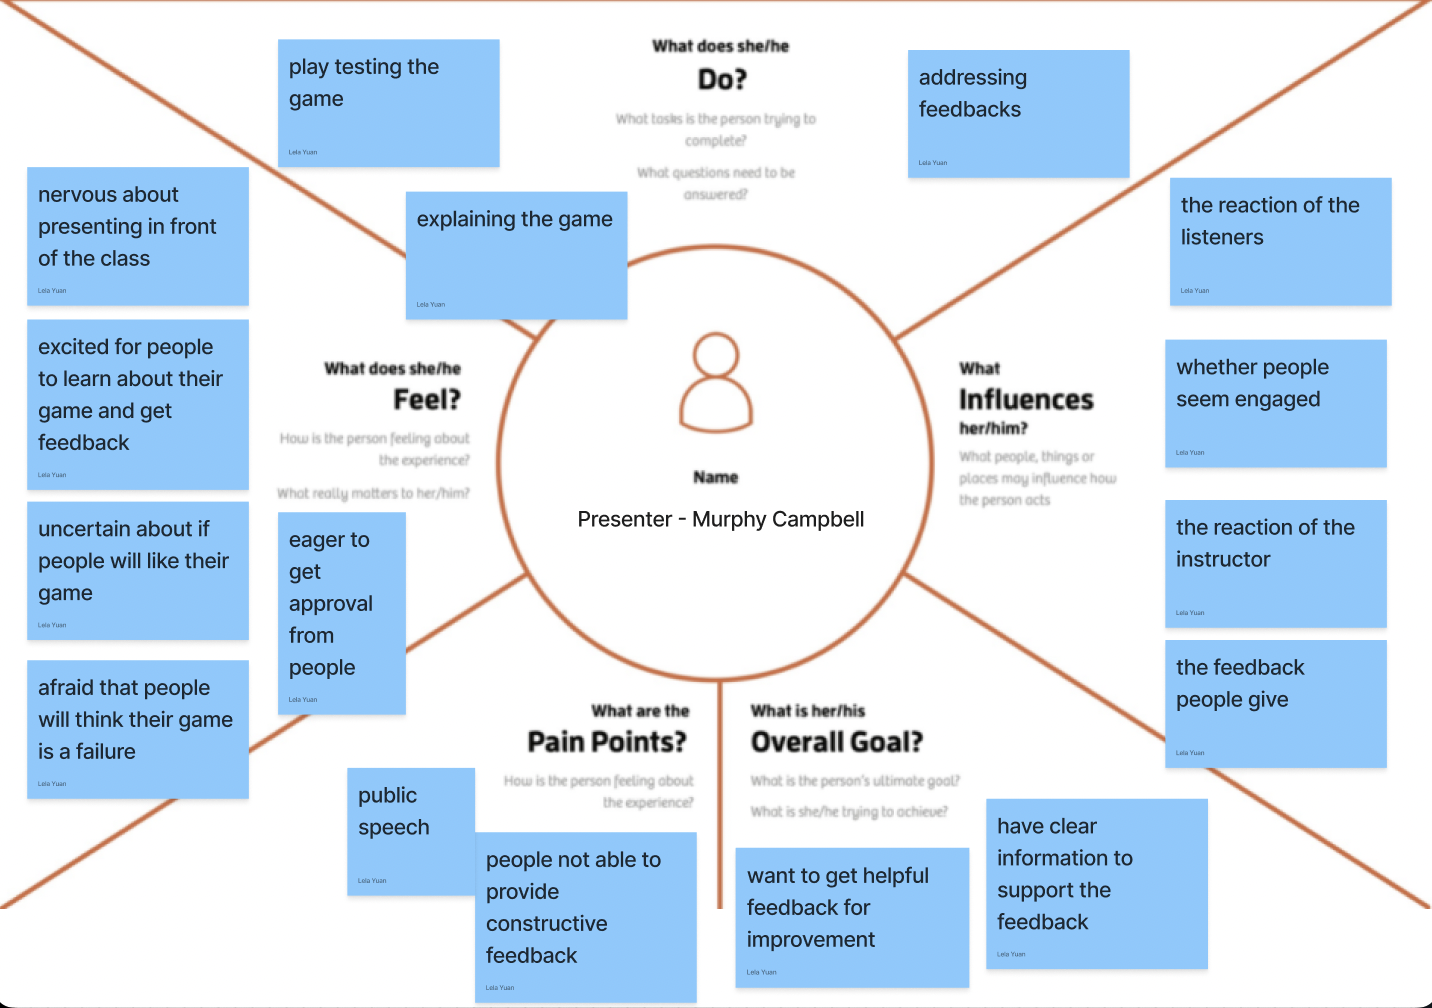 What does she/he
Do?
What tasks is the person trying to
complete?
What questions need to be
answered?
play testing the
game
Lela Yuan
explaining the game
Lela Yuan
addressing
feedbacks
Lela Yuan
nervous about
presenting in front
of the class
Lela Yuan
excited for people
to learn about their
game and get
feedback
Lela Yuan
uncertain about if
people will like their
game
Lela Yuan
afraid that people
will think their game
is a failure
Lela Yuan
What does she/he
Feel?
How is the person feeling about
the experience?
What really matters to her/him?
eager to
get
approval
from
people
Lela Yuan
Name
Presenter - Murphy Campbell
What
Influences
her/him?
What people, things or
places may influence how
the person acts
the reaction of the
listeners
Lela Yuan
whether people
seem engaged
Lela Yuan
the reaction of the
instructor
Lela Yuan
the feedback
people give
Lela Yuan
What are the
Pain Points?
How is the person feeling about
the experience?
public
speech
Lela Yuan
people not able to
provide
constructive
feedback
Lela Yuan
What is her/his
Overall Goal?
What is the person's ultimate goal?
What is she/he trying to achieve?
want to get helpful
feedback for
improvement
Lela Yuan
have clear
information to
support the
feedback
Lela Yuan